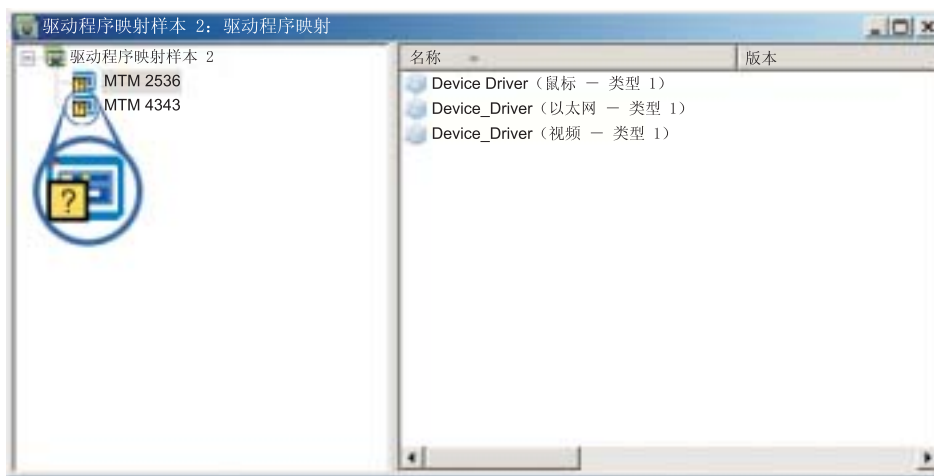 驱动程序映射样本 2：驱动程序映射
驱动程序映射样本 2
MTM 2536
MTM 4343
?
名称
版本
Device Driver（鼠标 － 类型 1）
Device_Driver（以太网 － 类型 1）
Device_Driver（视频 － 类型 1）